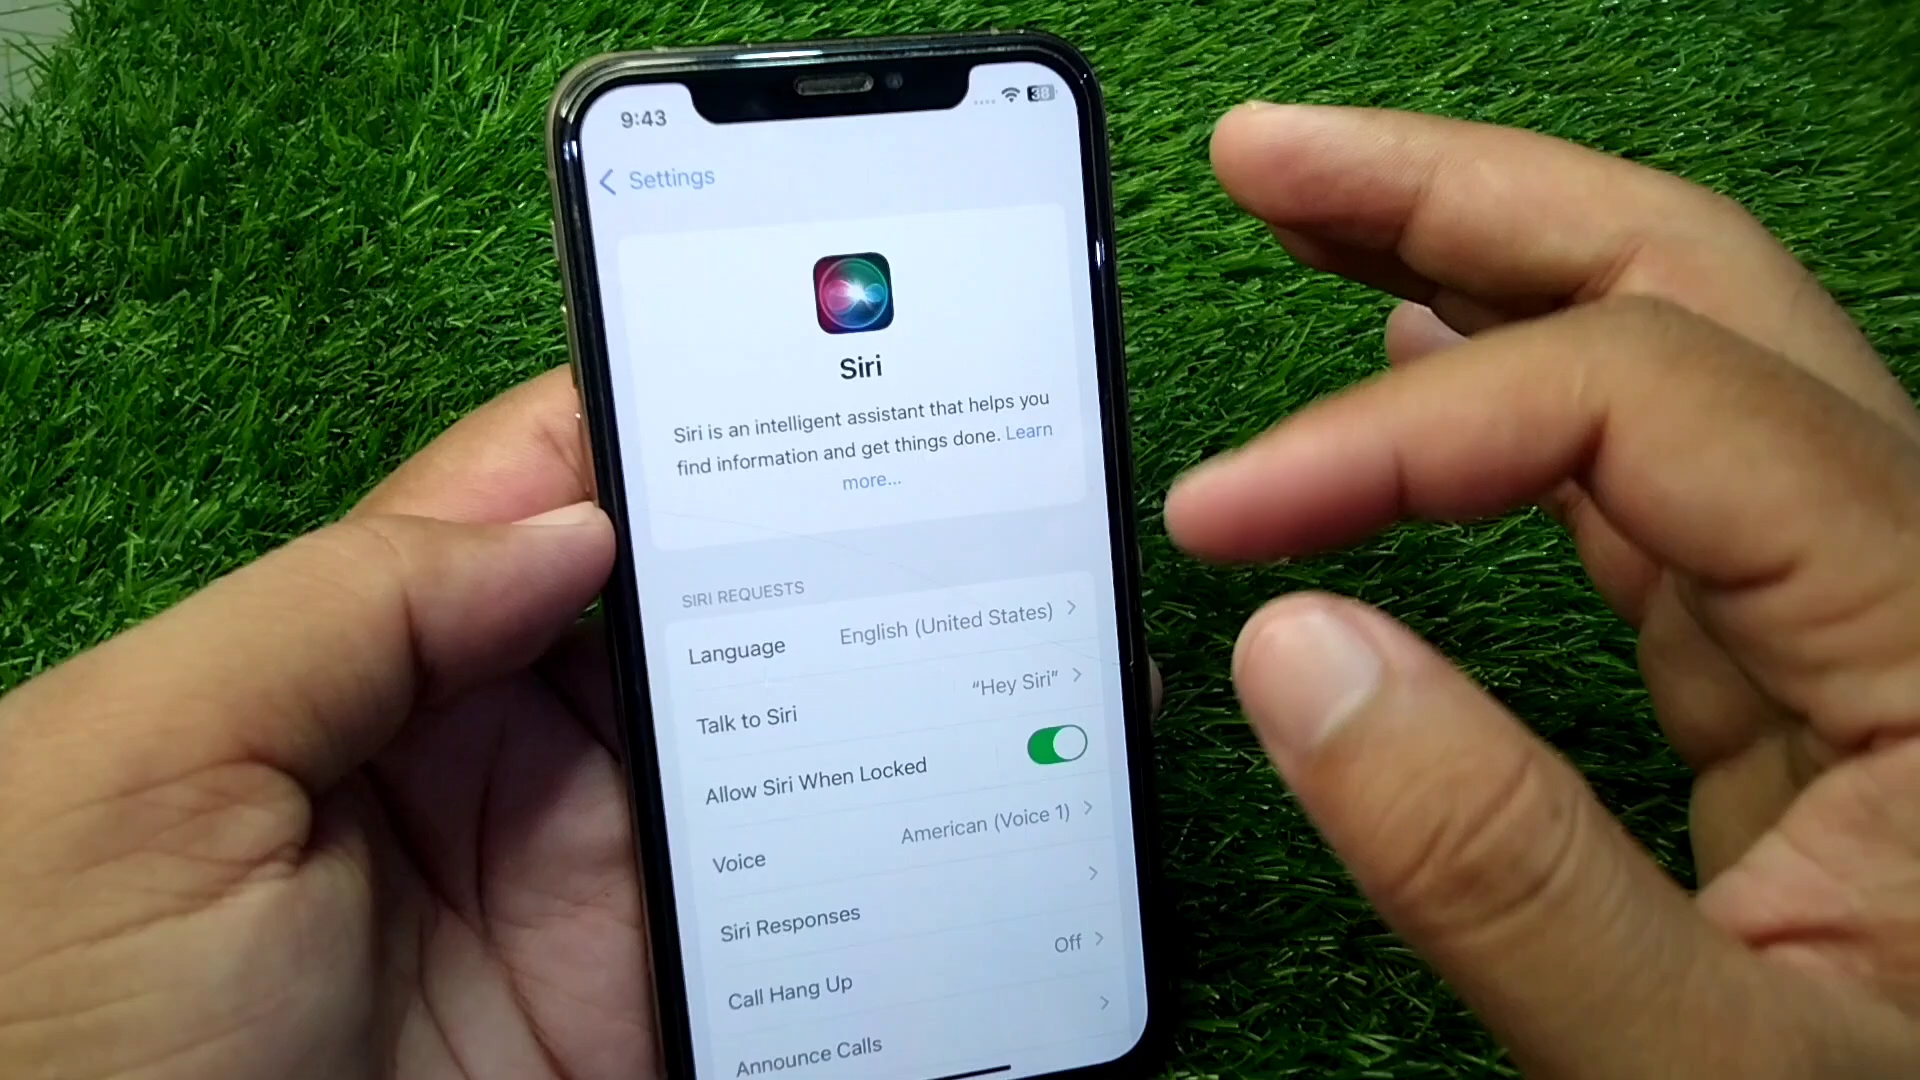 9:43
38
Settings
Siri
Siri is an intelligent assistant that helps you
find information and get things done. Learn
more...
SIRI REQUESTS
Language English (United States)
Talk to Siri “Hey Siri”
Allow Siri When Locked
Voice American (Voice 1)
Siri Responses
Call Hang Up Off
Announce Calls